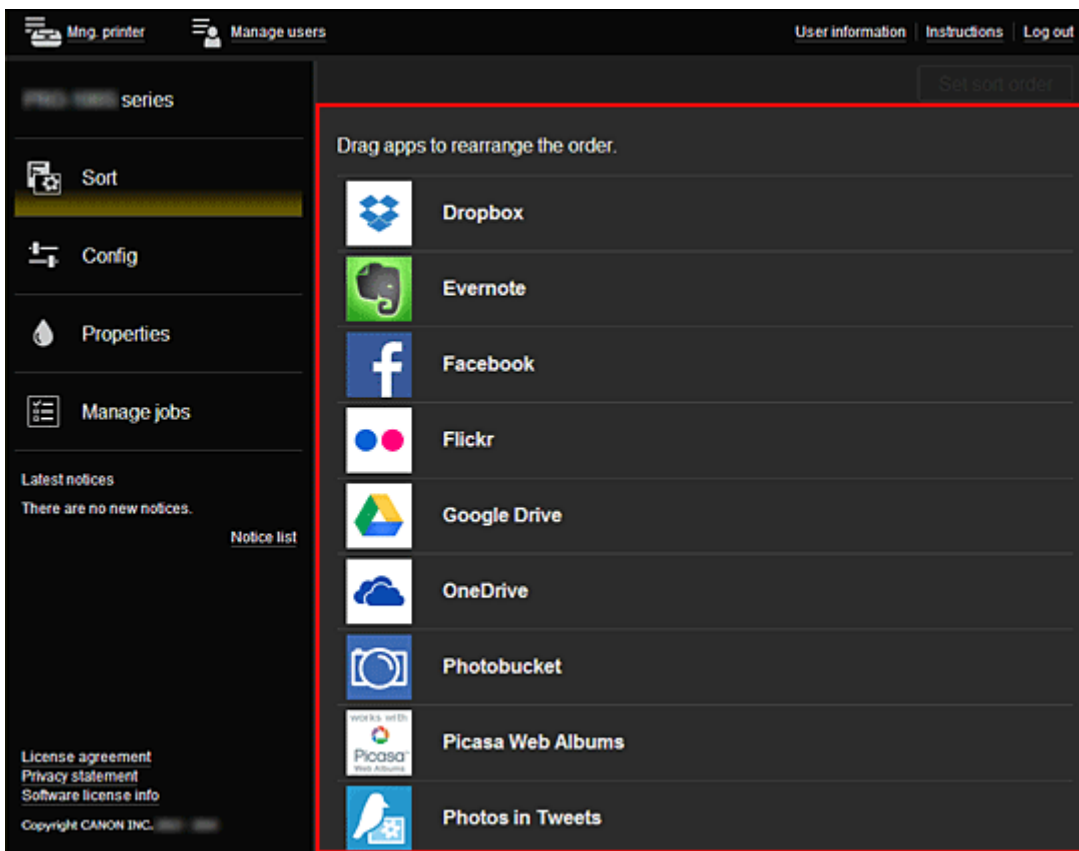 Mng. printer
Manage users
User information
Instructions
Log out
series
Set sort order
Drag apps to rearrange the order.
Sort
Config
Properties
Manage jobs
Latest notices
There are no new notices.
Notice list
License agreement
Privacy statement
Software license info
Copyright CANON INC.
Dropbox
Evernote
Facebook
Flickr
Google Drive
OneDrive
Photobucket
works with
Picasa
Web Albums
Picasa Web Albums
Photos in Tweets